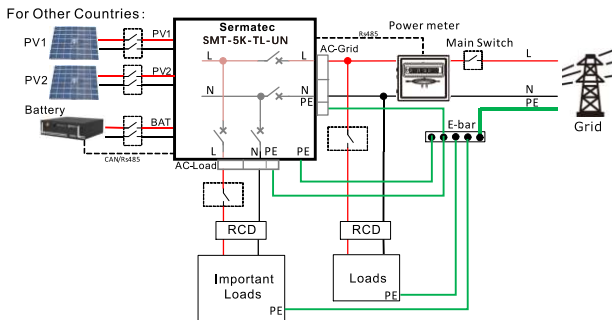 For Other Countries:
Sermatec
SMT-5K-TL-UN
Rs485
Power meter
Main Switch
PV1
PV1
L
L
AC-Grid
L
PV2
PV2
N
N
N
PE
PE
Battery
BAT
E-bar
Grid
CAN/Rs485
L
N
PE
PE
AC-Load
RCD
RCD
Important
Loads
Loads
PE
PE